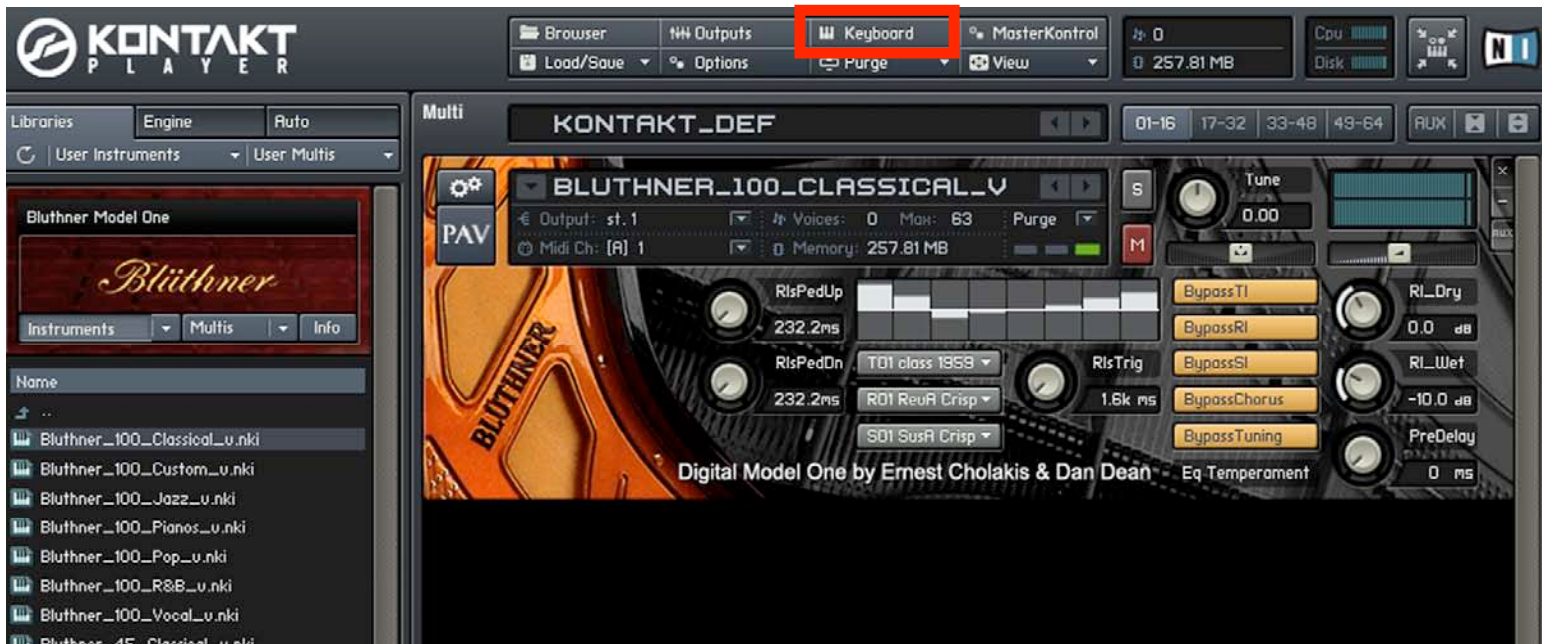 KONTAKT
PLAYER
Browser
Outputs
Keyboard
MasterKontrol
Load/Save
Options
Purge
View
0
257.81 MB
Cpu
Disk
NI
Libraries
Engine
Auto
User Instruments
User Multis
Bluthner Model One
Blüthner
Instruments
Multis
Info
Name
..
Bluthner_100_Classical_v.nki
Bluthner_100_Custom_v.nki
Bluthner_100_Jazz_v.nki
Bluthner_100_Pianos_v.nki
Bluthner_100_Pop_v.nki
Bluthner_100_R&B_v.nki
Bluthner_100_Vocal_v.nki
Bluthner_45_Classical_v.nki
Multi
KONTAKT_DEF
01-16 17-32 33-48 49-64
AUX
BLUTHNER_100_CLASSICAL_V
PAV
Output: st. 1
Voices: 0 Max: 63
Purge
Midi Ch: [A] 1
Memory: 257.81 MB
S
M
Tune
0.00
×
-
aux
BLÜTHNER
RlsPedUp
232.2ms
RlsPedDn
232.2ms
T01 class 1959
R01 RevA Crisp
S01 SusA Crisp
RlsTrig
1.6k ms
BypassTI
BypassRI
BypassSI
BypassChorus
BypassTuning
Eq Temperament
RI_Dry
0.0 dB
RI_Wet
-10.0 dB
PreDelay
0 ms
Digital Model One by Ernest Cholakis & Dan Dean